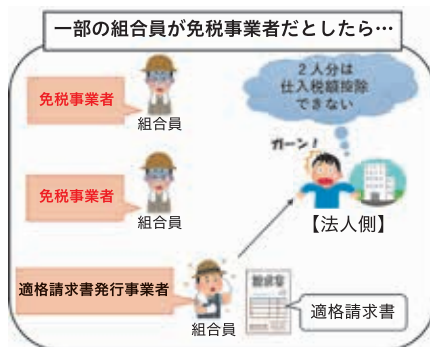 一部の組合員が免税事業者だとしたら…
2人分は
仕入税額控除
できない
免税事業者
組合員
ガーン!
免税事業者
組合員
【法人側】
適格請求書発行事業者
組合員
請求書
適格請求書